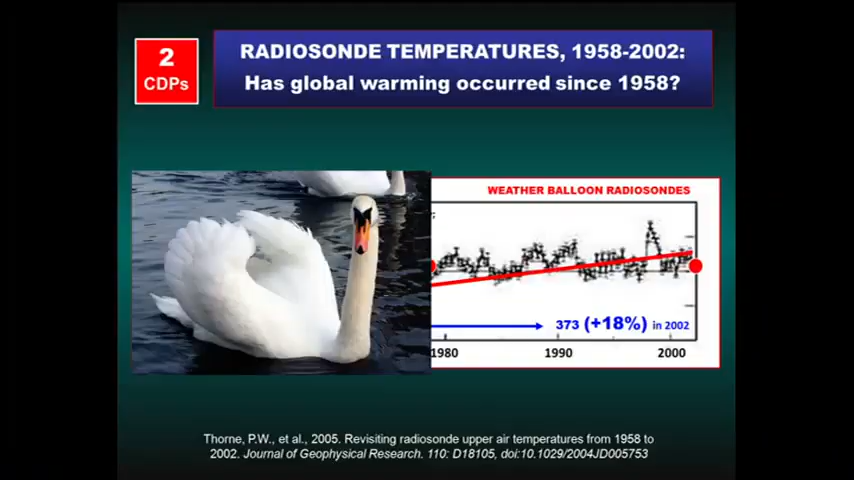 2
CDPs
RADIOSONDE TEMPERATURES, 1958-2002:
Has global warming occurred since 1958?
WEATHER BALLOON RADIOSONDES
373 (+18%) in 2002
1980 1990 2000
Thorne, P.W., et al., 2005. Revisiting radiosonde upper air temperatures from 1958 to
2002. Journal of Geophysical Research. 110: D18105, doi:10.1029/2004JD005753